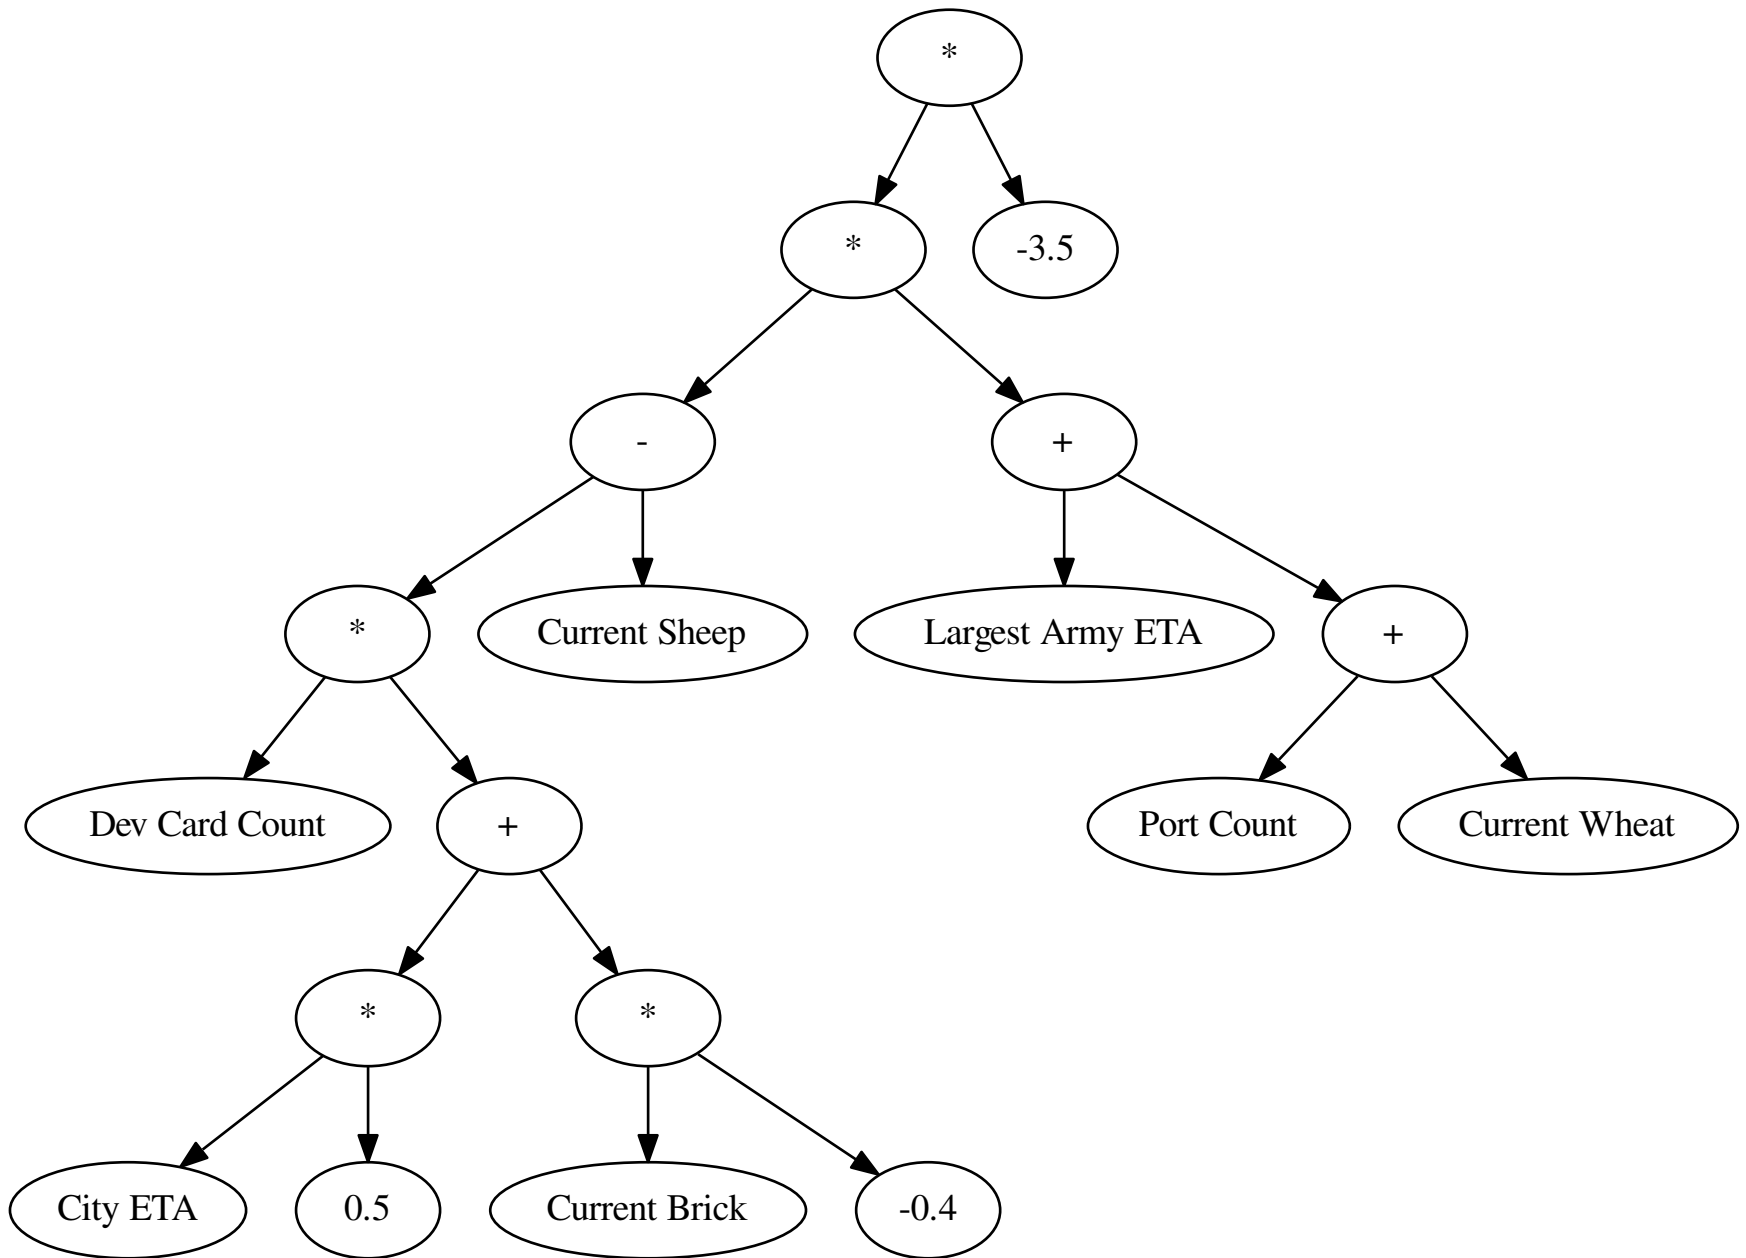 *
*
-3.5
-
+
*
Current Sheep
Largest Army ETA
+
Dev Card Count
+
Port Count
Current Wheat
*
*
City ETA
0.5
Current Brick
-0.4